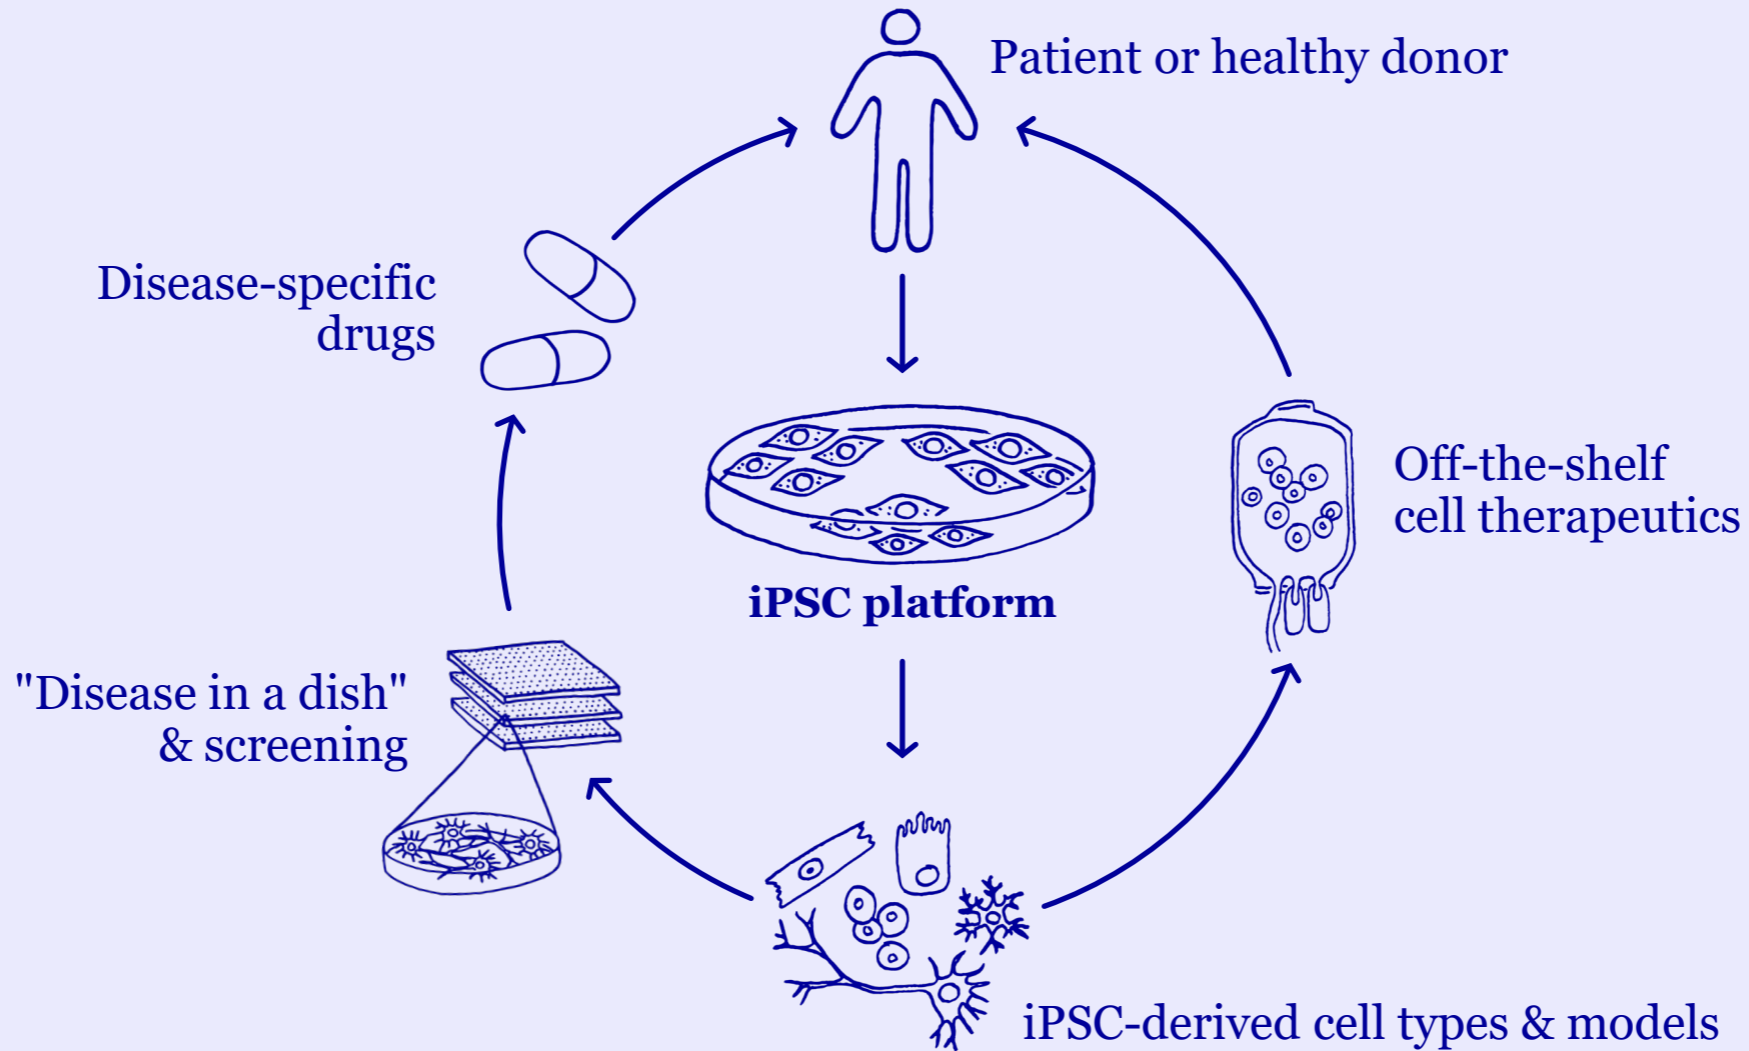 Patient or healthy donor
Disease-specific
drugs
Off-the-shelf
cell therapeutics
iPSC platform
"Disease in a dish"
& screening
iPSC-derived cell types & models